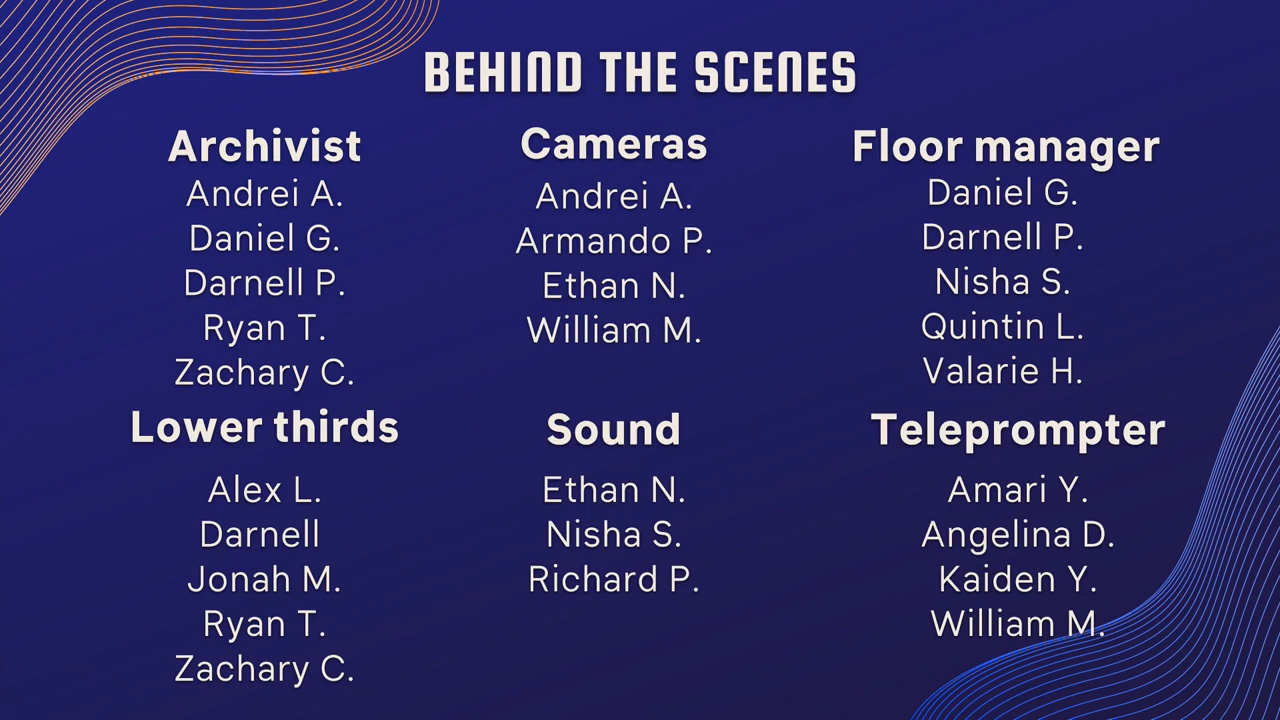 BEHIND THE SCENES
Archivist
Andrei A.
Daniel G.
Darnell P.
Ryan T.
Zachary C.
Cameras
Andrei A.
Armando P.
Ethan N.
William M.
Floor manager
Daniel G.
Darnell P.
Nisha S.
Quintin L.
Valarie H.
Lower thirds
Alex L.
Darnell
Jonah M.
Ryan T.
Zachary C.
Sound
Ethan N.
Nisha S.
Richard P.
Teleprompter
Amari Y.
Angelina D.
Kaiden Y.
William M.